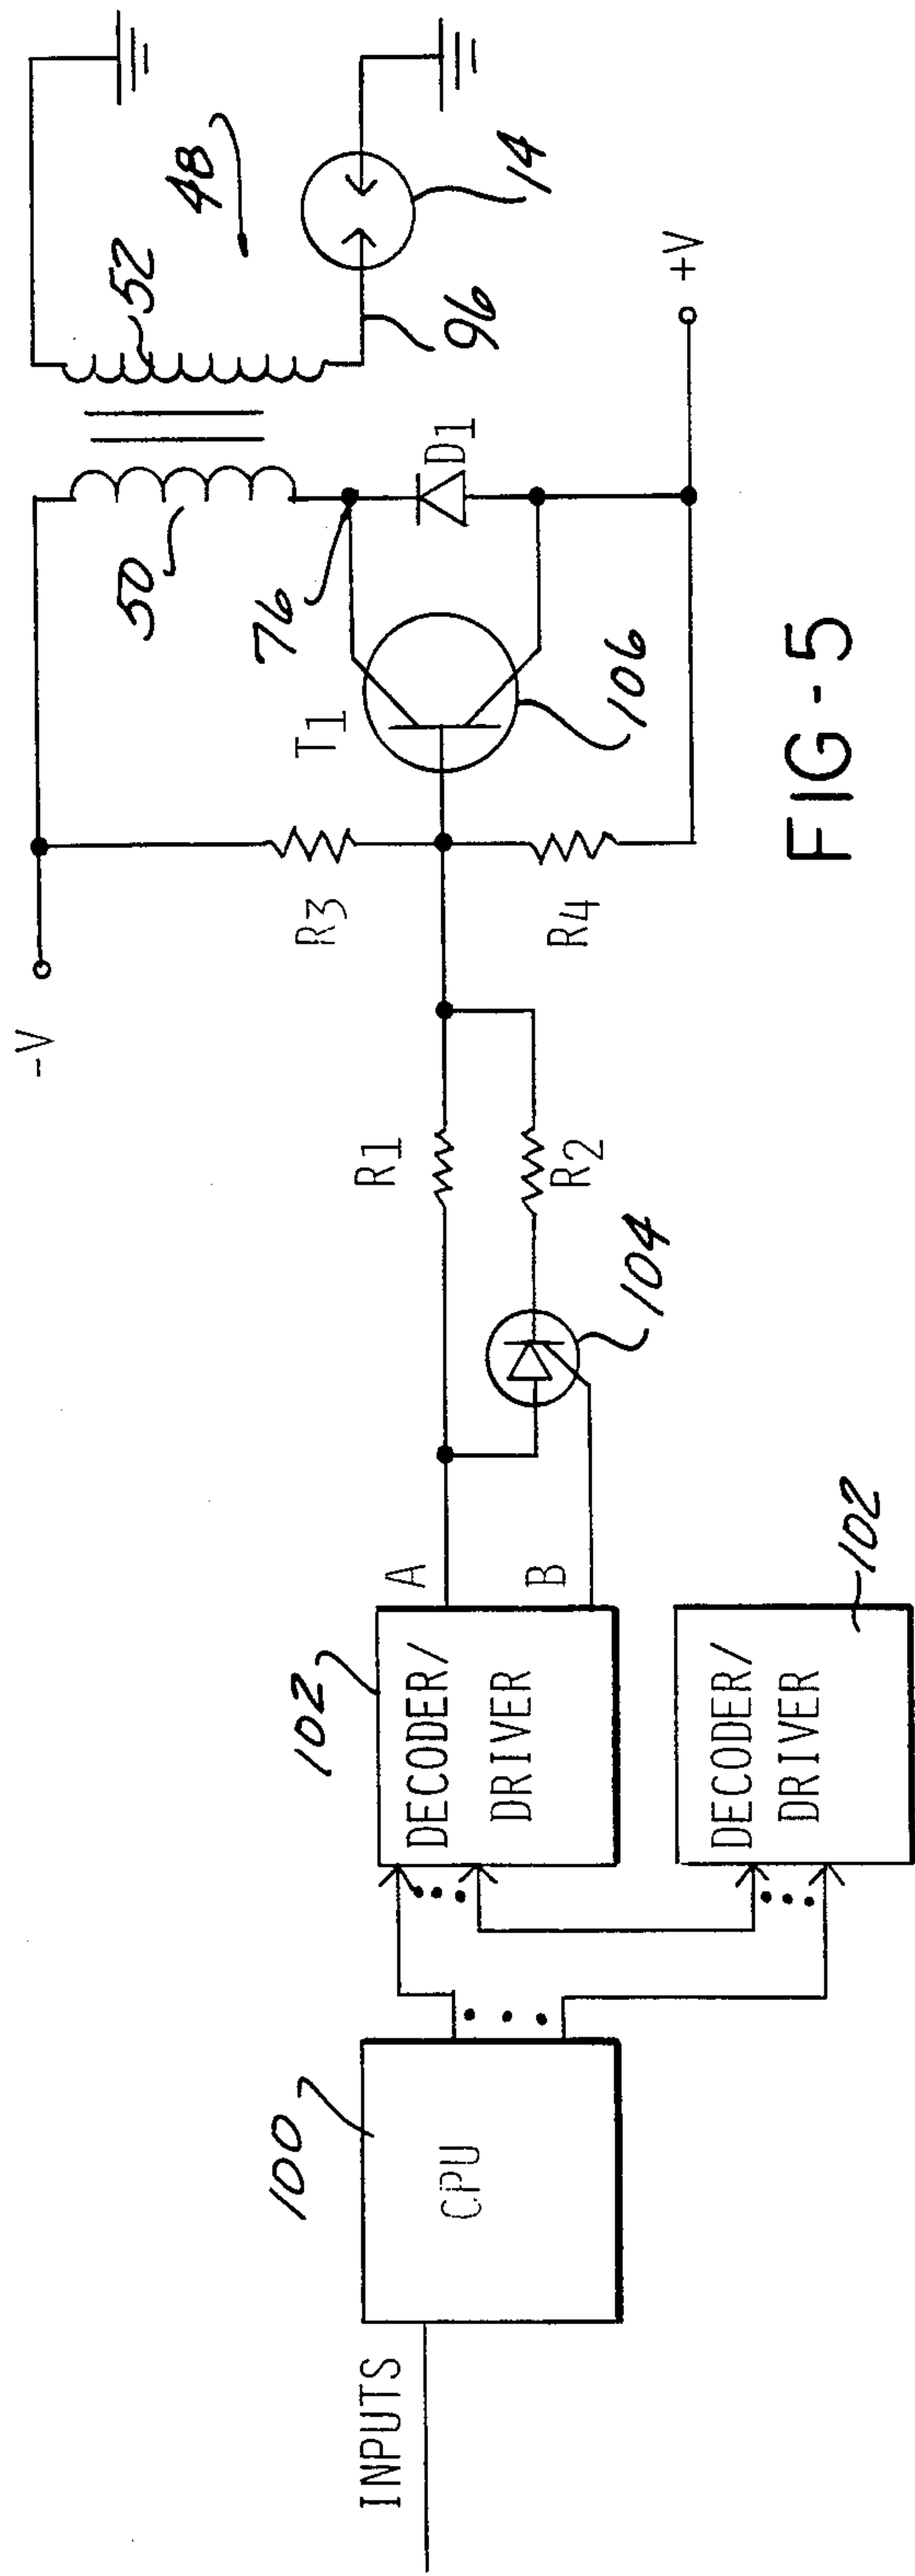 INPUTS
100
CPU
102
DECODER/
DRIVER
A
B
DECODER/
DRIVER
102
104
R1
R2
-V
R3
R4
T1
106
76
50
D1
52
48
96
14
+V
FIG-5